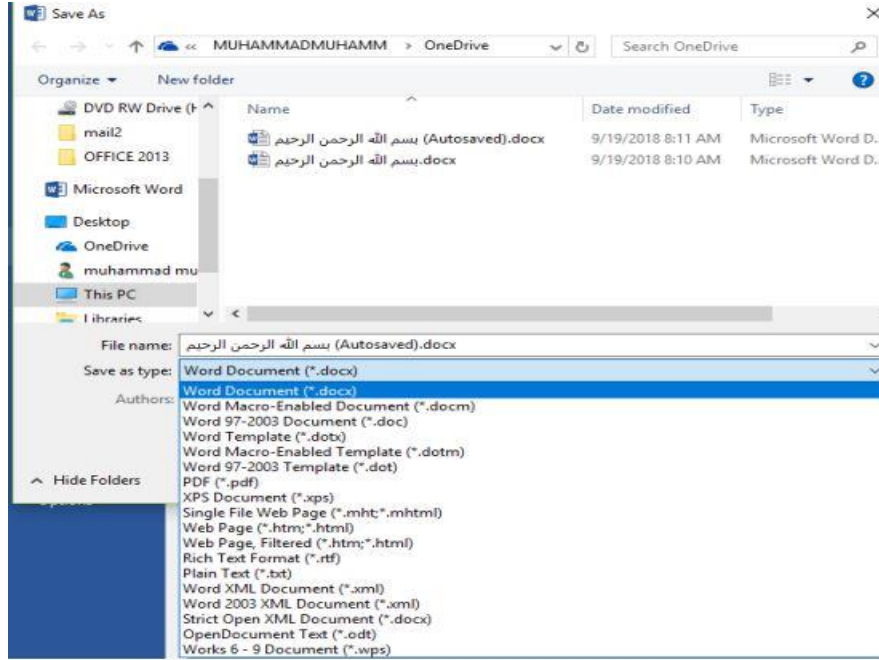 Save As
« MUHAMMADMUHAMM > OneDrive
Search OneDrive
Organize
New folder
DVD RW Drive (H
mail2
OFFICE 2013
Microsoft Word
Desktop
OneDrive
muhammad mu
This PC
Libraries
Name
Date modified
Type
بسم الله الرحمن الرحيم (Autosaved).docx 9/19/2018 8:11 AM Microsoft Word D..
بسم الله الرحمن الرحيم.docx 9/19/2018 8:10 AM Microsoft Word D..
File name: بسم الله الرحمن الرحيم (Autosaved).docx
Save as type: Word Document (*.docx)
Authors:
Word Document (*.docx)
Word Macro-Enabled Document (*.docm)
Word 97-2003 Document (*.doc)
Word Template (*.dotx)
Word Macro-Enabled Template (*.dotm)
Word 97-2003 Template (*.dot)
PDF (*.pdf)
XPS Document (*.xps)
Single File Web Page (*.mht;*.mhtml)
Web Page (*.htm;*.html)
Web Page, Filtered (*.htm;*.html)
Rich Text Format (*.rtf)
Plain Text (*.txt)
Word XML Document (*.xml)
Word 2003 XML Document (*.xml)
Strict Open XML Document (*.docx)
OpenDocument Text (*.odt)
Works 6 - 9 Document (*.wps)
Hide Folders